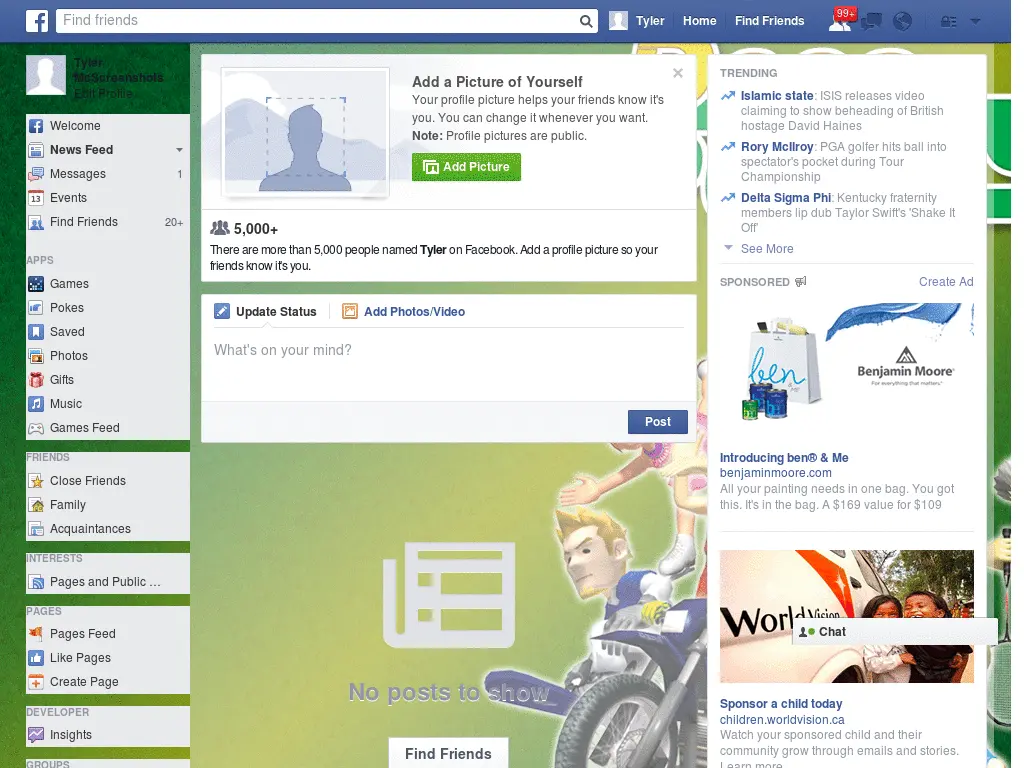 Find friends
Tyler
Home
Find Friends
99+
Tyler
McScreenshots
Edit Profile
Welcome
News Feed
Messages 1
13 Events
Find Friends 20+
APPS
Games
Pokes
Saved
Photos
Gifts
Music
Games Feed
FRIENDS
Close Friends
Family
Acquaintances
INTERESTS
Pages and Public ...
PAGES
Pages Feed
Like Pages
Create Page
DEVELOPER
Insights
GROUPS
Add a Picture of Yourself
Your profile picture helps your friends know it's
you. You can change it whenever you want.
Note: Profile pictures are public.
Add Picture
5,000+
There are more than 5,000 people named Tyler on Facebook. Add a profile picture so your
friends know it's you.
Update Status
Add Photos/Video
What's on your mind?
Post
No posts to show
Find Friends
TRENDING
Islamic state: ISIS releases video
claiming to show beheading of British
hostage David Haines
Rory McIlroy: PGA golfer hits ball into
spectator's pocket during Tour
Championship
Delta Sigma Phi: Kentucky fraternity
members lip dub Taylor Swift's 'Shake It
Off'
See More
SPONSORED
Create Ad
ben
Benjamin Moore®
For everything that matters.®
Introducing ben® & Me
benjaminmoore.com
All your painting needs in one bag. You got
this. It's in the bag. A $169 value for $109
World Vision
Chat
Sponsor a child today
children.worldvision.ca
Watch your sponsored child and their
community grow through emails and stories.
Learn more